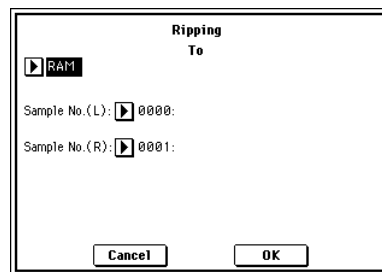 Ripping
To
RAM
Sample No.(L): 0000:
Sample No.(R): 0001:
Cancel OK